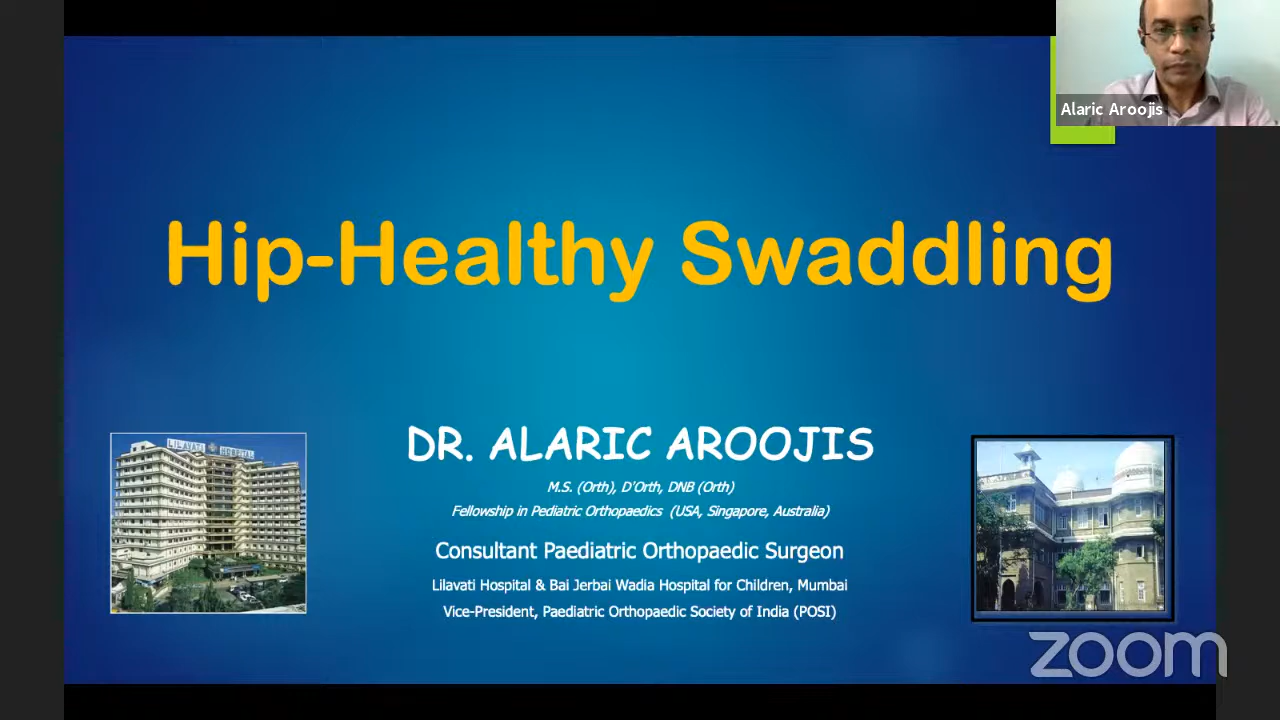 Alaric Aroojis
Hip-Healthy Swaddling
LILAVATI HOSPITAL
DR. ALARIC AROOJIS
M.S. (Orth), D'Orth, DNB (Orth)
Fellowship in Pediatric Orthopaedics (USA, Singapore, Australia)
Consultant Paediatric Orthopaedic Surgeon
Lilavati Hospital & Bai Jerbai Wadia Hospital for Children, Mumbai
Vice-President, Paediatric Orthopaedic Society of India (POSI)
zoom